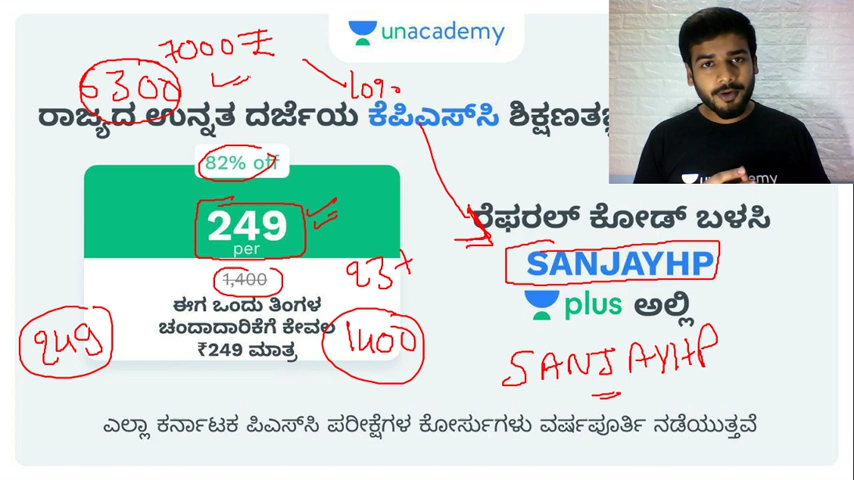 unacademy
7000 ₹
6300
10%
ರಾಜ್ಯದ ಉನ್ನತ ದರ್ಜೆಯ ಕೆಪಿಎಸ್‌ಸಿ
82% off
249
per
1,400
ಈಗ ಒಂದು ತಿಂಗಳ
ಚಂದಾದಾರಿಕೆಗೆ ಕೇವಲ
₹249 ಮಾತ್ರ
249
1400
23+
ರೆಫರಲ್ ಕೋಡ್ ಬಳಸಿ
SANJAYHP
plus ಅಲ್ಲಿ
SANJAYHP
ಎಲ್ಲಾ ಕರ್ನಾಟಕ ಪಿಎಸ್‌ಸಿ ಪರೀಕ್ಷೆಗಳ ಕೋರ್ಸುಗಳು ವರ್ಷಪೂರ್ತಿ ನಡೆಯುತ್ತವೆ